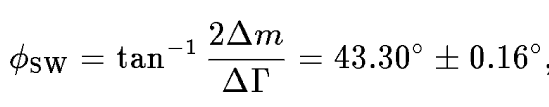 ϕ_SW = tan⁻¹ 2Δm/ΔΓ = 43.30° ± 0.16°,